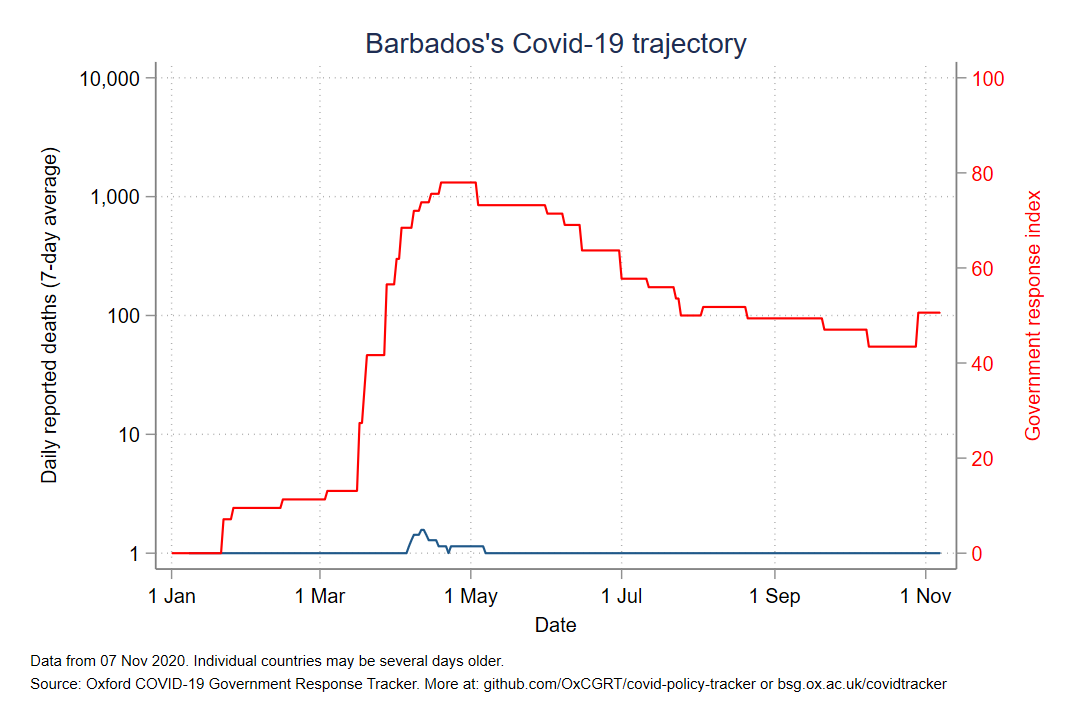 Barbados's Covid-19 trajectory
10,000
1,000
100
10
1
Daily reported deaths (7-day average)
100
80
60
40
20
0
Government response index
1 Jan 1 Mar 1 May 1 Jul 1 Sep 1 Nov
Date
Data from 07 Nov 2020. Individual countries may be several days older.
Source: Oxford COVID-19 Government Response Tracker. More at: github.com/OxCGRT/covid-policy-tracker or bsg.ox.ac.uk/covidtracker